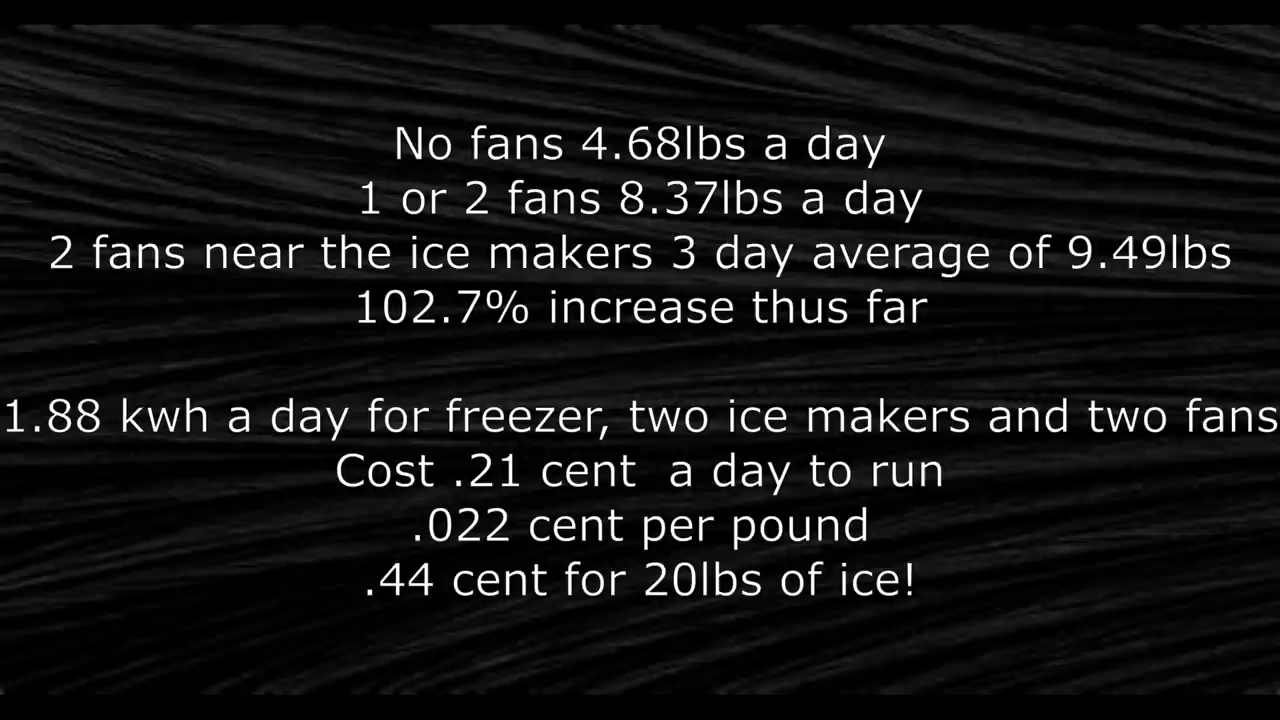 No fans 4.68lbs a day
1 or 2 fans 8.37lbs a day
2 fans near the ice makers 3 day average of 9.49lbs
102.7% increase thus far
1.88 kwh a day for freezer, two ice makers and two fans
Cost .21 cent  a day to run
.022 cent per pound
.44 cent for 20lbs of ice!